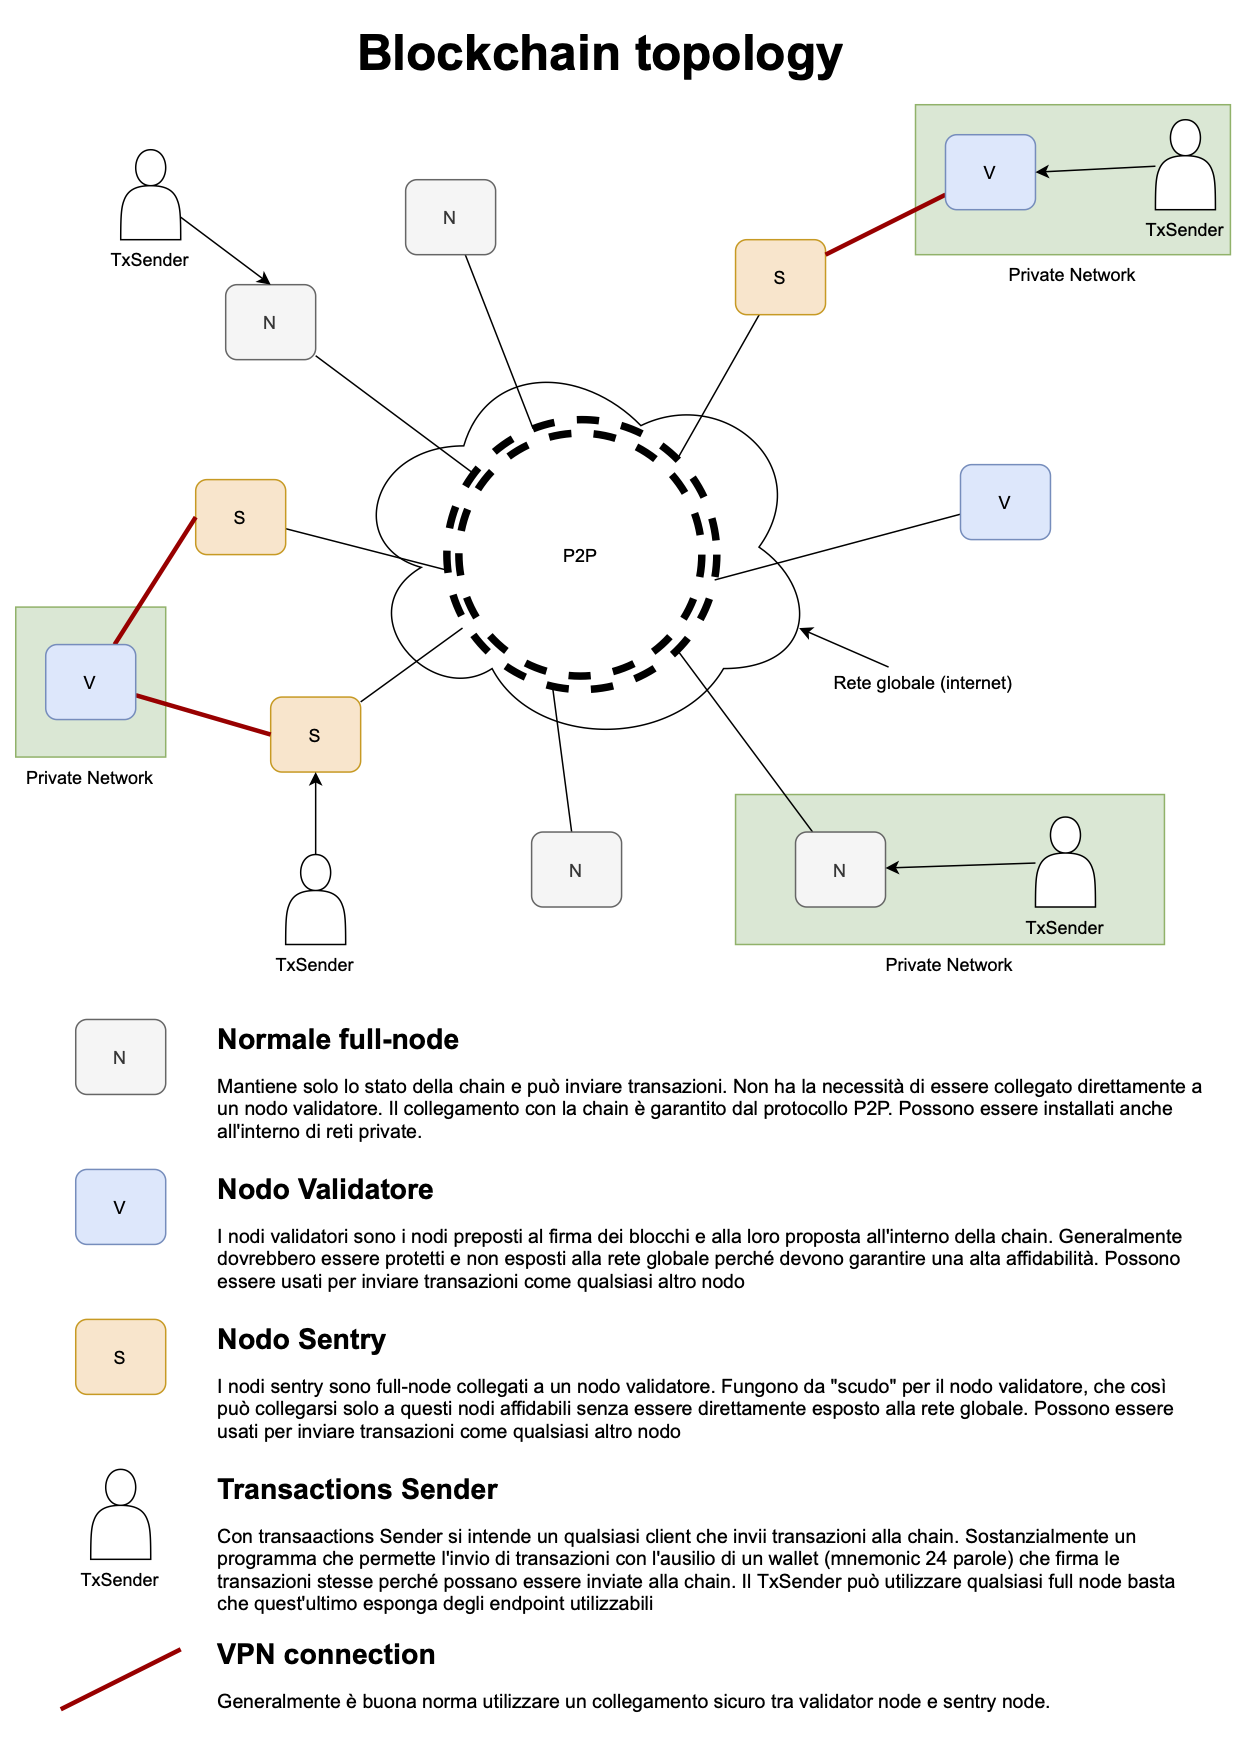 Blockchain topology
TxSender
N
N
S
V
TxSender
Private Network
S
P2P
V
V
Private Network
S
Rete globale (internet)
TxSender
N
N
TxSender
Private Network
N
Normale full-node
Mantiene solo lo stato della chain e può inviare transazioni. Non ha la necessità di essere collegato direttamente a
un nodo validatore. Il collegamento con la chain è garantito dal protocollo P2P. Possono essere installati anche
all'interno di reti private.
V
Nodo Validatore
I nodi validatori sono i nodi preposti al firma dei blocchi e alla loro proposta all'interno della chain. Generalmente
dovrebbero essere protetti e non esposti alla rete globale perché devono garantire una alta affidabilità. Possono
essere usati per inviare transazioni come qualsiasi altro nodo
S
Nodo Sentry
I nodi sentry sono full-node collegati a un nodo validatore. Fungono da "scudo" per il nodo validatore, che così
può collegarsi solo a questi nodi affidabili senza essere direttamente esposto alla rete globale. Possono essere
usati per inviare transazioni come qualsiasi altro nodo
TxSender
Transactions Sender
Con transaactions Sender si intende un qualsiasi client che invii transazioni alla chain. Sostanzialmente un
programma che permette l'invio di transazioni con l'ausilio di un wallet (mnemonic 24 parole) che firma le
transazioni stesse perché possano essere inviate alla chain. Il TxSender può utilizzare qualsiasi full node basta
che quest'ultimo esponga degli endpoint utilizzabili
VPN connection
Generalmente è buona norma utilizzare un collegamento sicuro tra validator node e sentry node.